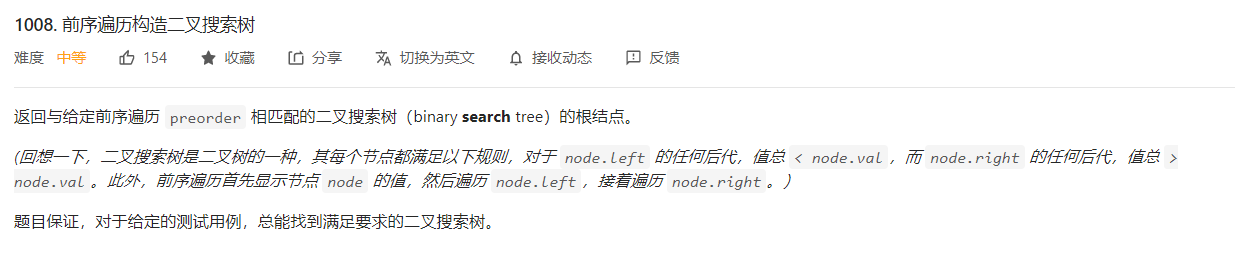 1008. 前序遍历构造二叉搜索树
难度 中等 154 收藏 分享 切换为英文 接收动态 反馈
返回与给定前序遍历 preorder 相匹配的二叉搜索树（binary search tree）的根结点。
(回想一下，二叉搜索树是二叉树的一种，其每个节点都满足以下规则，对于 node.left 的任何后代，值总 < node.val，而 node.right 的任何后代，值总 >
node.val。此外，前序遍历首先显示节点 node 的值，然后遍历 node.left，接着遍历 node.right。）
题目保证，对于给定的测试用例，总能找到满足要求的二叉搜索树。